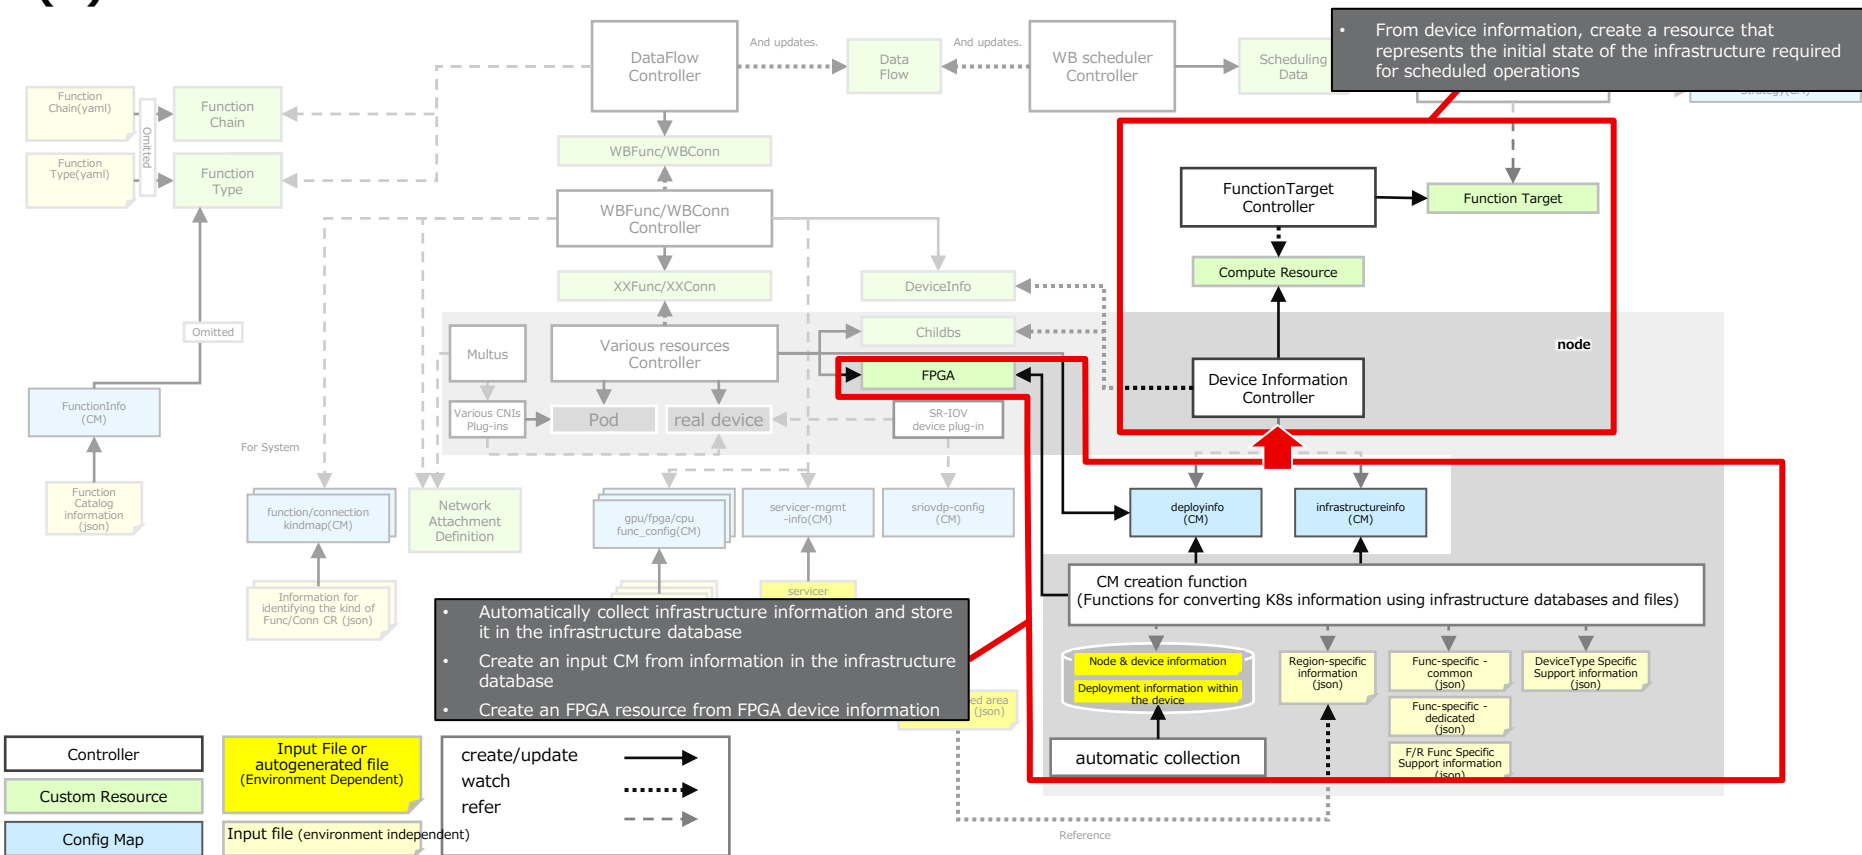 • From device information, create a resource that
represents the initial state of the infrastructure required
for scheduled operations
DataFlow
Controller
And updates.
Data
Flow
And updates.
WB scheduler
Controller
Scheduling
Data
Strategy(CM)
Function
Chain(yaml)
Function
Chain
Omitted
Function
Type(yaml)
Function
Type
WBFunc/WBConn
WBFunc/WBConn
Controller
XXFunc/XXConn
DeviceInfo
FunctionTarget
Controller
Function Target
Compute Resource
Omitted
Multus
Various resources
Controller
Childbs
FPGA
node
Device Information
Controller
FunctionInfo
(CM)
Various CNIs
Plug-ins
Pod
real device
SR-IOV
device plug-in
For System
Function
Catalog
information
(json)
function/connection
kindmap(CM)
Network
Attachment
Definition
gpu/fpga/cpu
func_config(CM)
servicer-mgmt
-info(CM)
sriovdp-config
(CM)
deployinfo
(CM)
infrastructureinfo
(CM)
Information for
identifying the kind of
Func/Conn CR (json)
servicer
CM creation function
(Functions for converting K8s information using infrastructure databases and files)
• Automatically collect infrastructure information and store
it in the infrastructure database
• Create an input CM from information in the infrastructure
database
• Create an FPGA resource from FPGA device information
Node & device information
Deployment information within
the device
Region-specific
information
(json)
Func-specific -
common
(json)
DeviceType Specific
Support information
(json)
Func-specific -
dedicated
(json)
F/R Func Specific
Support information
(json)
area
(json)
automatic collection
Controller
Custom Resource
Config Map
Input File or
autogenerated file
(Environment Dependent)
Input file (environment independent)
create/update
watch
refer
Reference